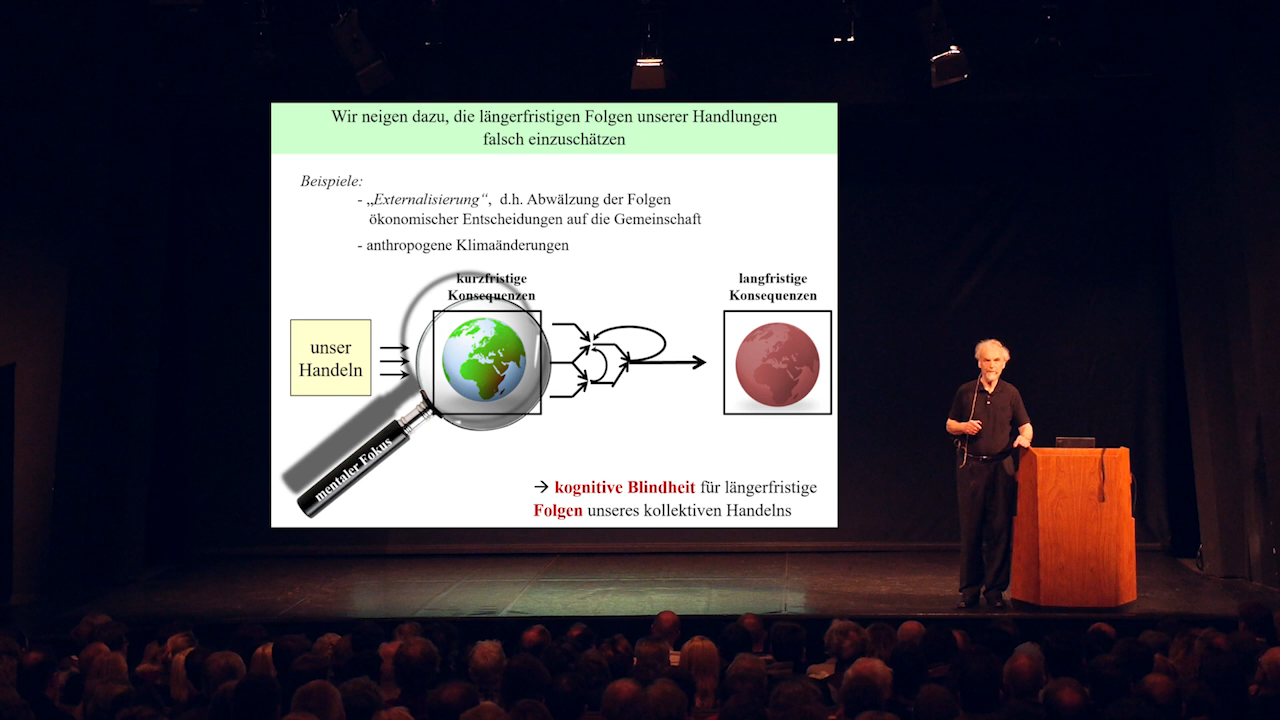 Wir neigen dazu, die längerfristigen Folgen unserer Handlungen
falsch einzuschätzen
Beispiele:
- „Externalisierung“, d.h. Abwälzung der Folgen
ökonomischer Entscheidungen auf die Gemeinschaft
- anthropogene Klimaänderungen
kurzfristige
Konsequenzen
langfristige
Konsequenzen
unser
Handeln
mentaler Fokus
→ kognitive Blindheit für längerfristige
Folgen unseres kollektiven Handelns